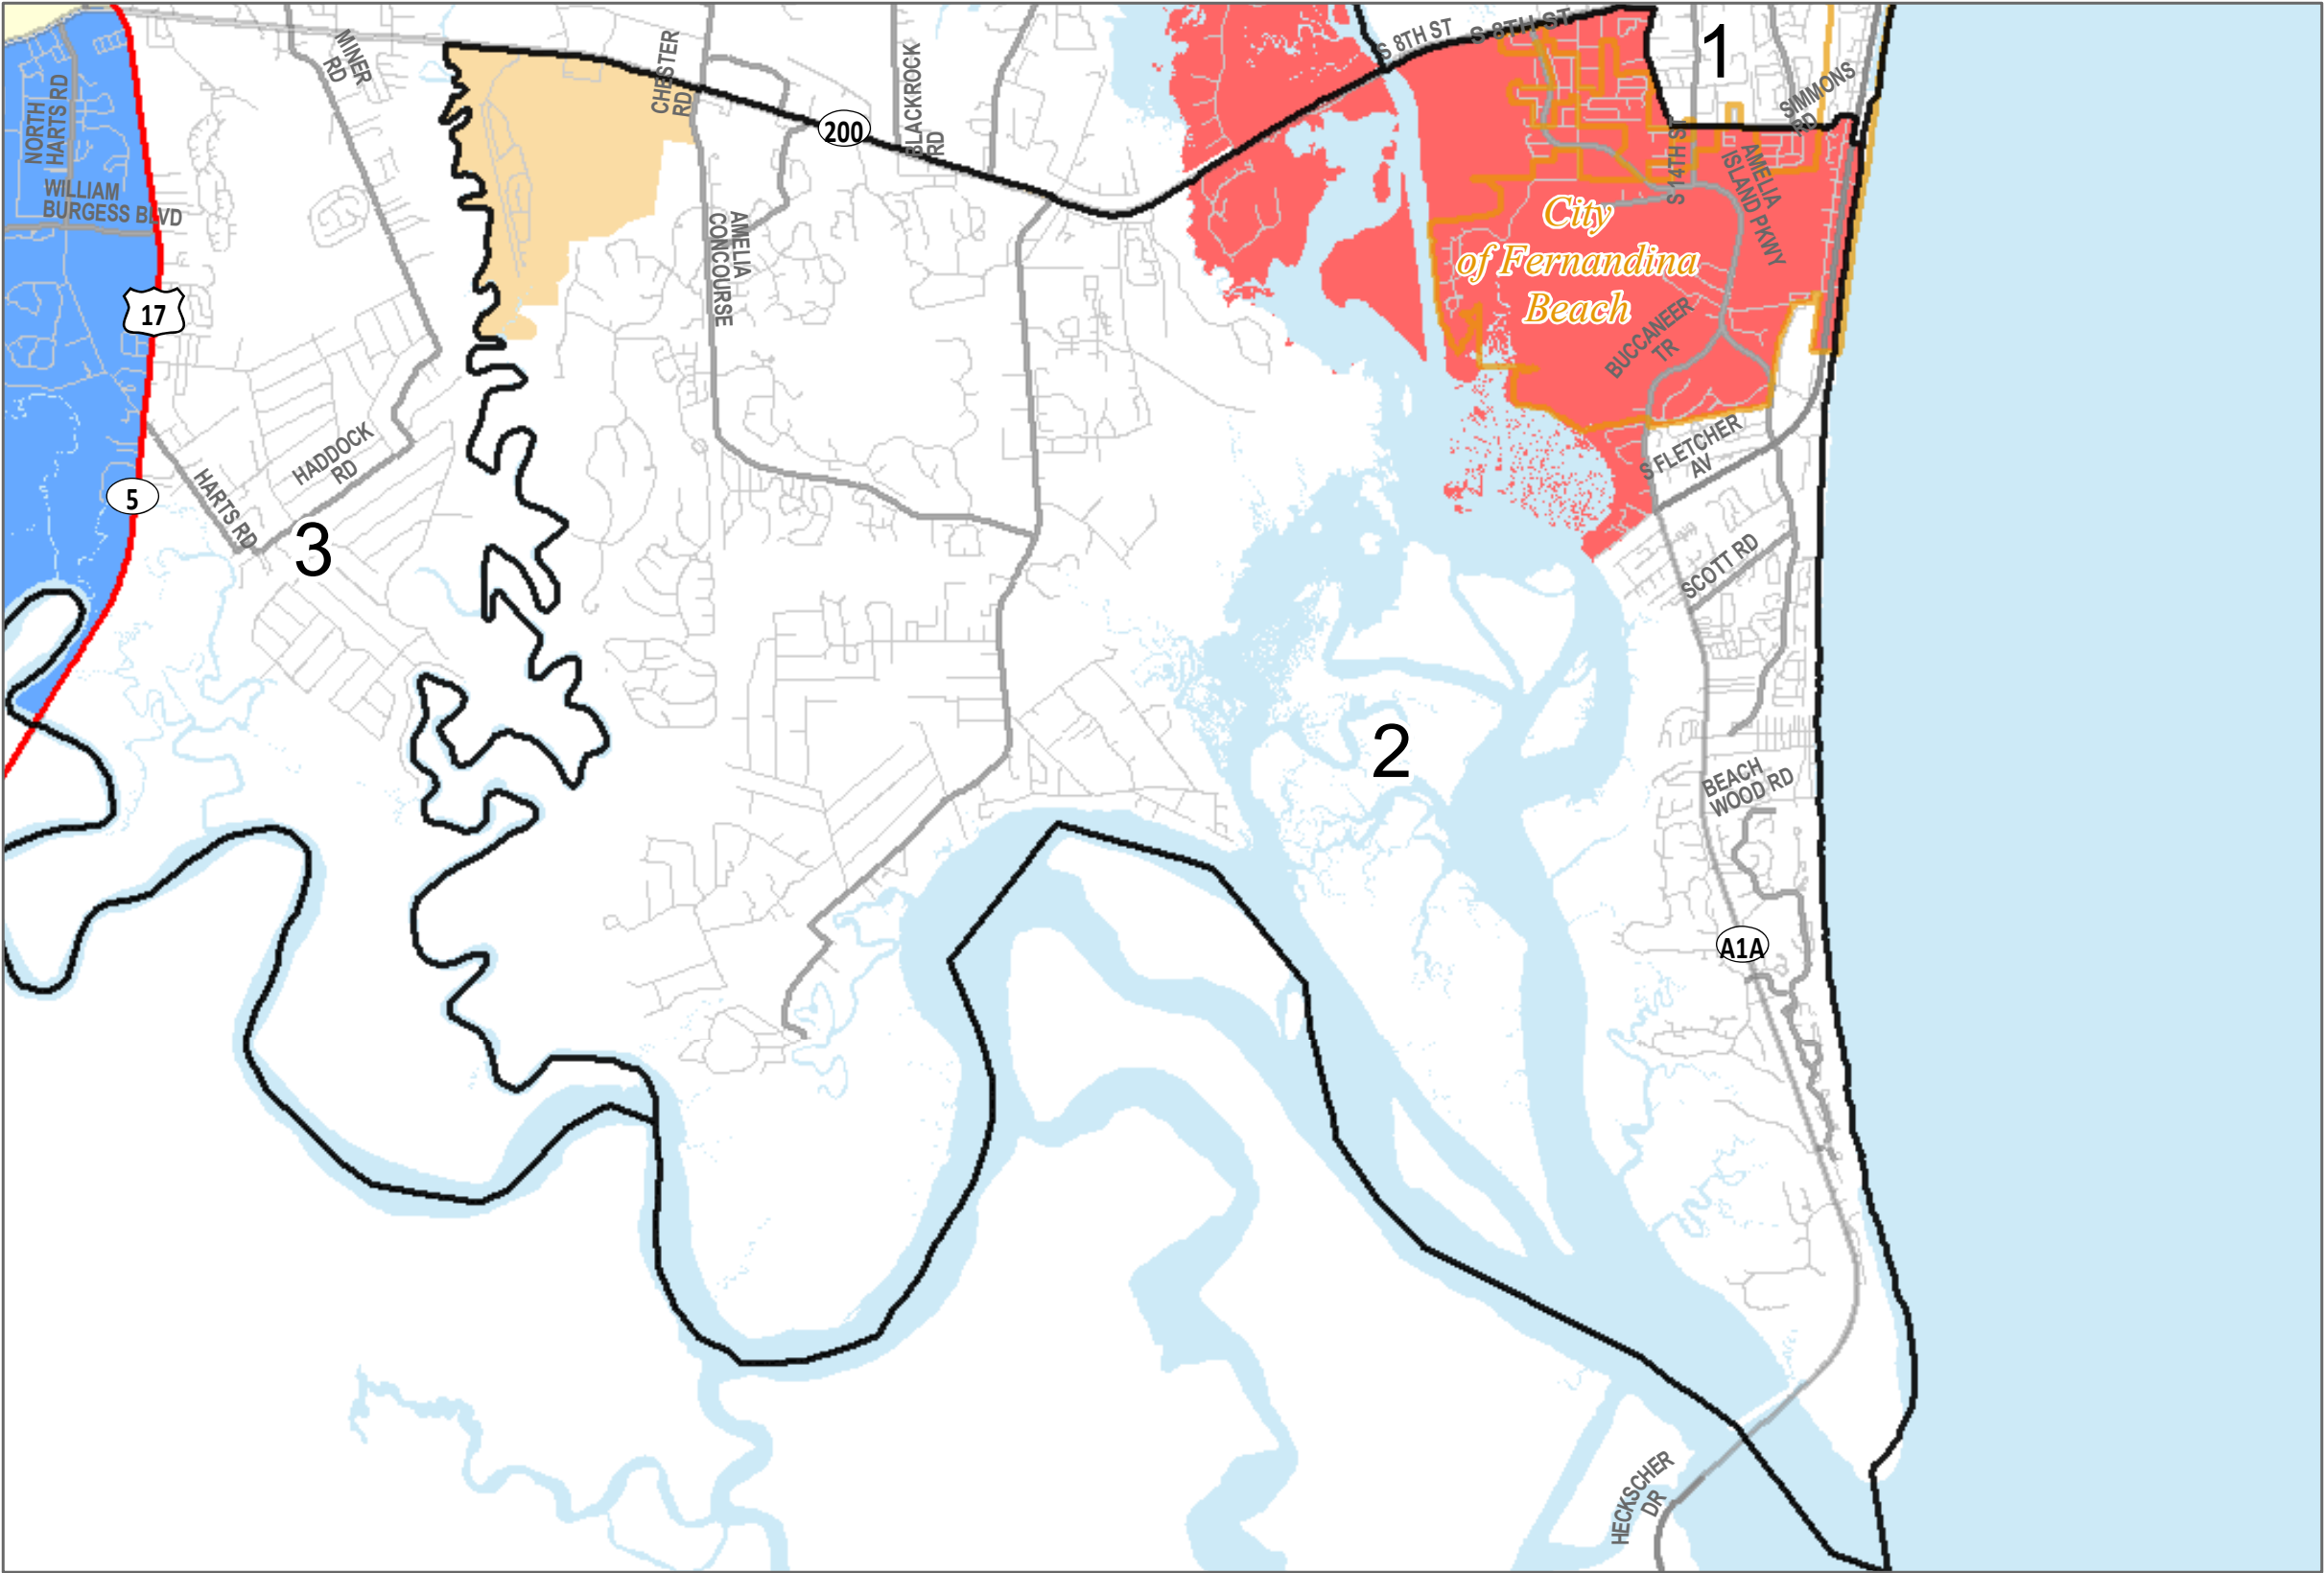 MINER
RD
CHESTER
RD
BLACKROCK
RD
S 8TH ST
S 8TH ST
1
SIMMONS
RD
NORTH
HARTS RD
200
WILLIAM
BURGESS BLVD
S 14TH ST
AMELIA
ISLAND PKWY
City
of Fernandina
Beach
AMELIA
CONCOURSE
17
BUCCANEER
TR
HADDOCK
RD
S FLETCHER
AV
5
HARTS RD
3
SCOTT RD
2
BEACH
WOOD RD
A1A
HECKSCHER
DR